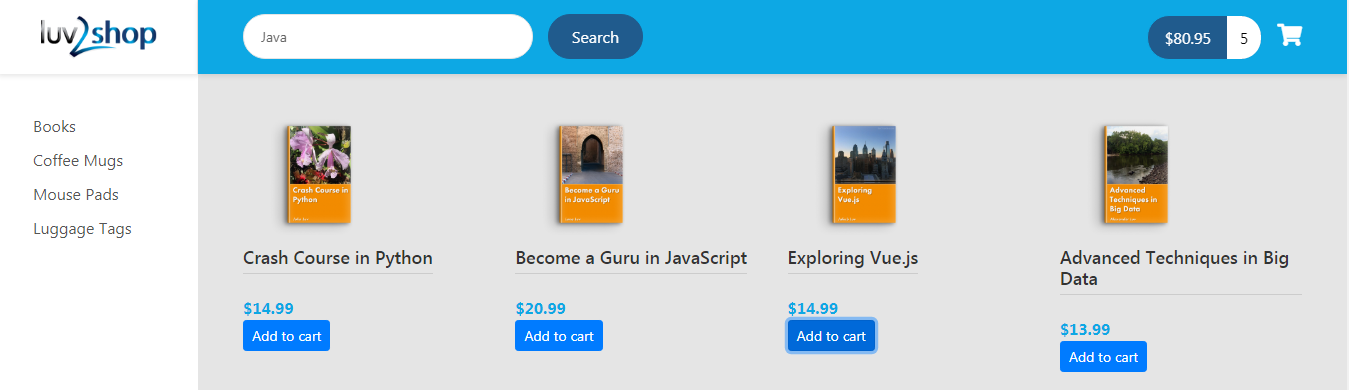 luv2shop
Java
Search
$80.95
5
Books
Coffee Mugs
Mouse Pads
Luggage Tags
Crash Course in
Python
Become a Guru
in JavaScript
Exploring
Vue.js
Advanced
Techniques in
Big Data
Crash Course in Python
Become a Guru in JavaScript
Exploring Vue.js
Advanced Techniques in Big
Data
$14.99
$20.99
$14.99
$13.99
Add to cart
Add to cart
Add to cart
Add to cart